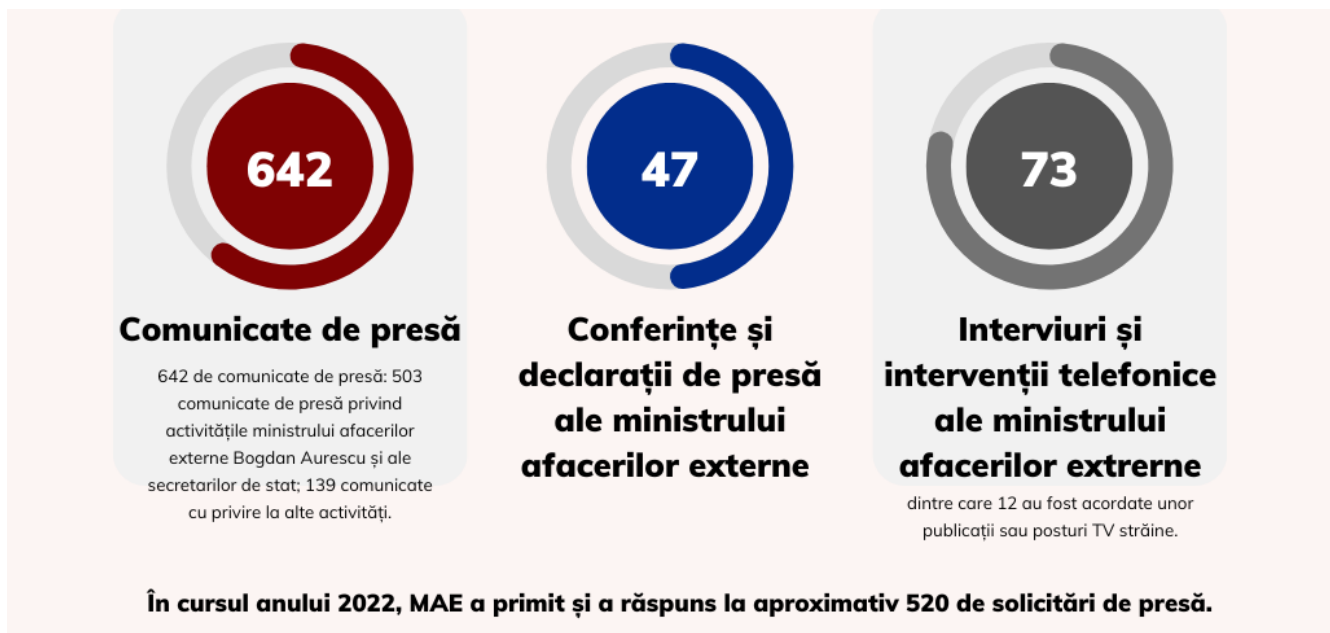 642
Comunicate de presă
642 de comunicate de presă: 503
comunicate de presă privind
activitățile ministrului afacerilor
externe Bogdan Aurescu și ale
secretarilor de stat; 139 comunicate
cu privire la alte activități.
47
Conferințe și
declarații de presă
ale ministrului
afacerilor externe
73
Interviuri și
intervenții telefonice
ale ministrului
afacerilor extrerne
dintre care 12 au fost acordate unor
publicații sau posturi TV străine.
În cursul anului 2022, MAE a primit și a răspuns la aproximativ 520 de solicitări de presă.